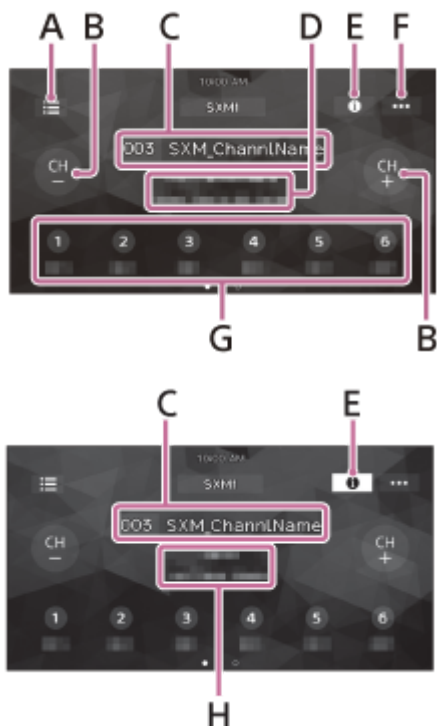 A B C D E F
10:00 AM
SXM1
003 SXM_ChannlName
CH
−
CH
+
1 2 3 4 5 6
G B
C E
10:00 AM
SXM1
003 SXM_ChannlName
CH
−
CH
+
1 2 3 4 5 6
H